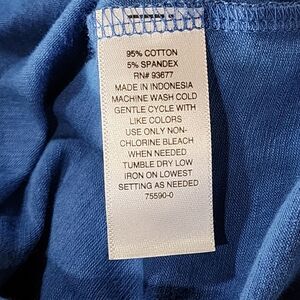 95% COTTON
5% SPANDEX
RN# 93677
MADE IN INDONESIA
MACHINE WASH COLD
GENTLE CYCLE WITH
LIKE COLORS
USE ONLY NON-
CHLORINE BLEACH
WHEN NEEDED
TUMBLE DRY LOW
IRON ON LOWEST
SETTING AS NEEDED
75590-0